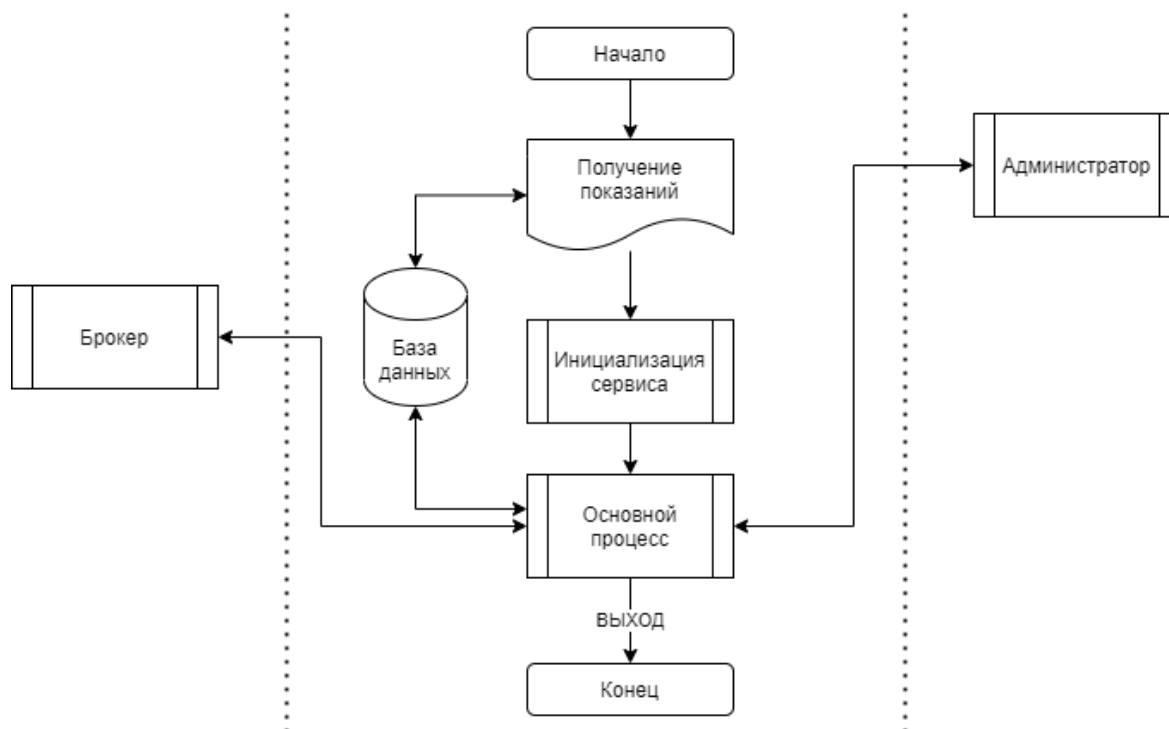 Начало
Получение
показаний
Администратор
Брокер
База
данных
Инициализация
сервиса
Основной
процесс
ВЫХОД
Конец